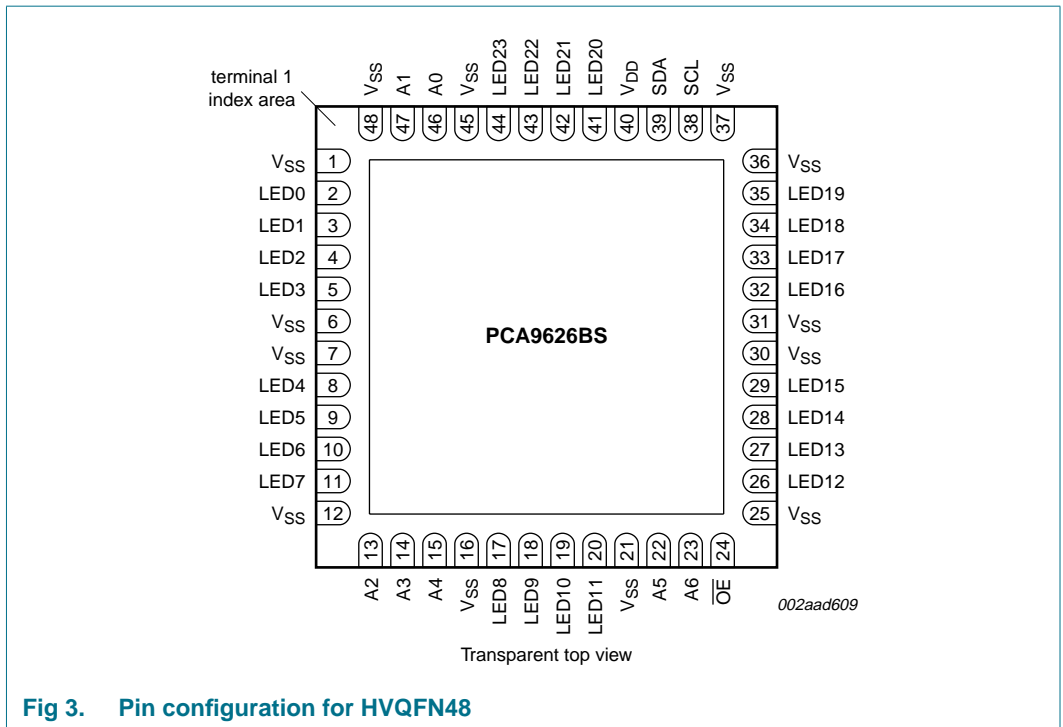 terminal 1
index area
VSS
A1
A0
VSS
LED23
LED22
LED21
LED20
VDD
SDA
SCL
VSS
48
47
46
45
44
43
42
41
40
39
38
37
VSS 1
LED0 2
LED1 3
LED2 4
LED3 5
VSS 6
VSS 7
LED4 8
LED5 9
LED6 10
LED7 11
VSS 12
PCA9626BS
36 VSS
35 LED19
34 LED18
33 LED17
32 LED16
31 VSS
30 VSS
29 LED15
28 LED14
27 LED13
26 LED12
25 VSS
13
14
15
16
17
18
19
20
21
22
23
24
A2
A3
A4
VSS
LED8
LED9
LED10
LED11
VSS
A5
A6
OE
002aad609
Transparent top view
Fig 3. Pin configuration for HVQFN48